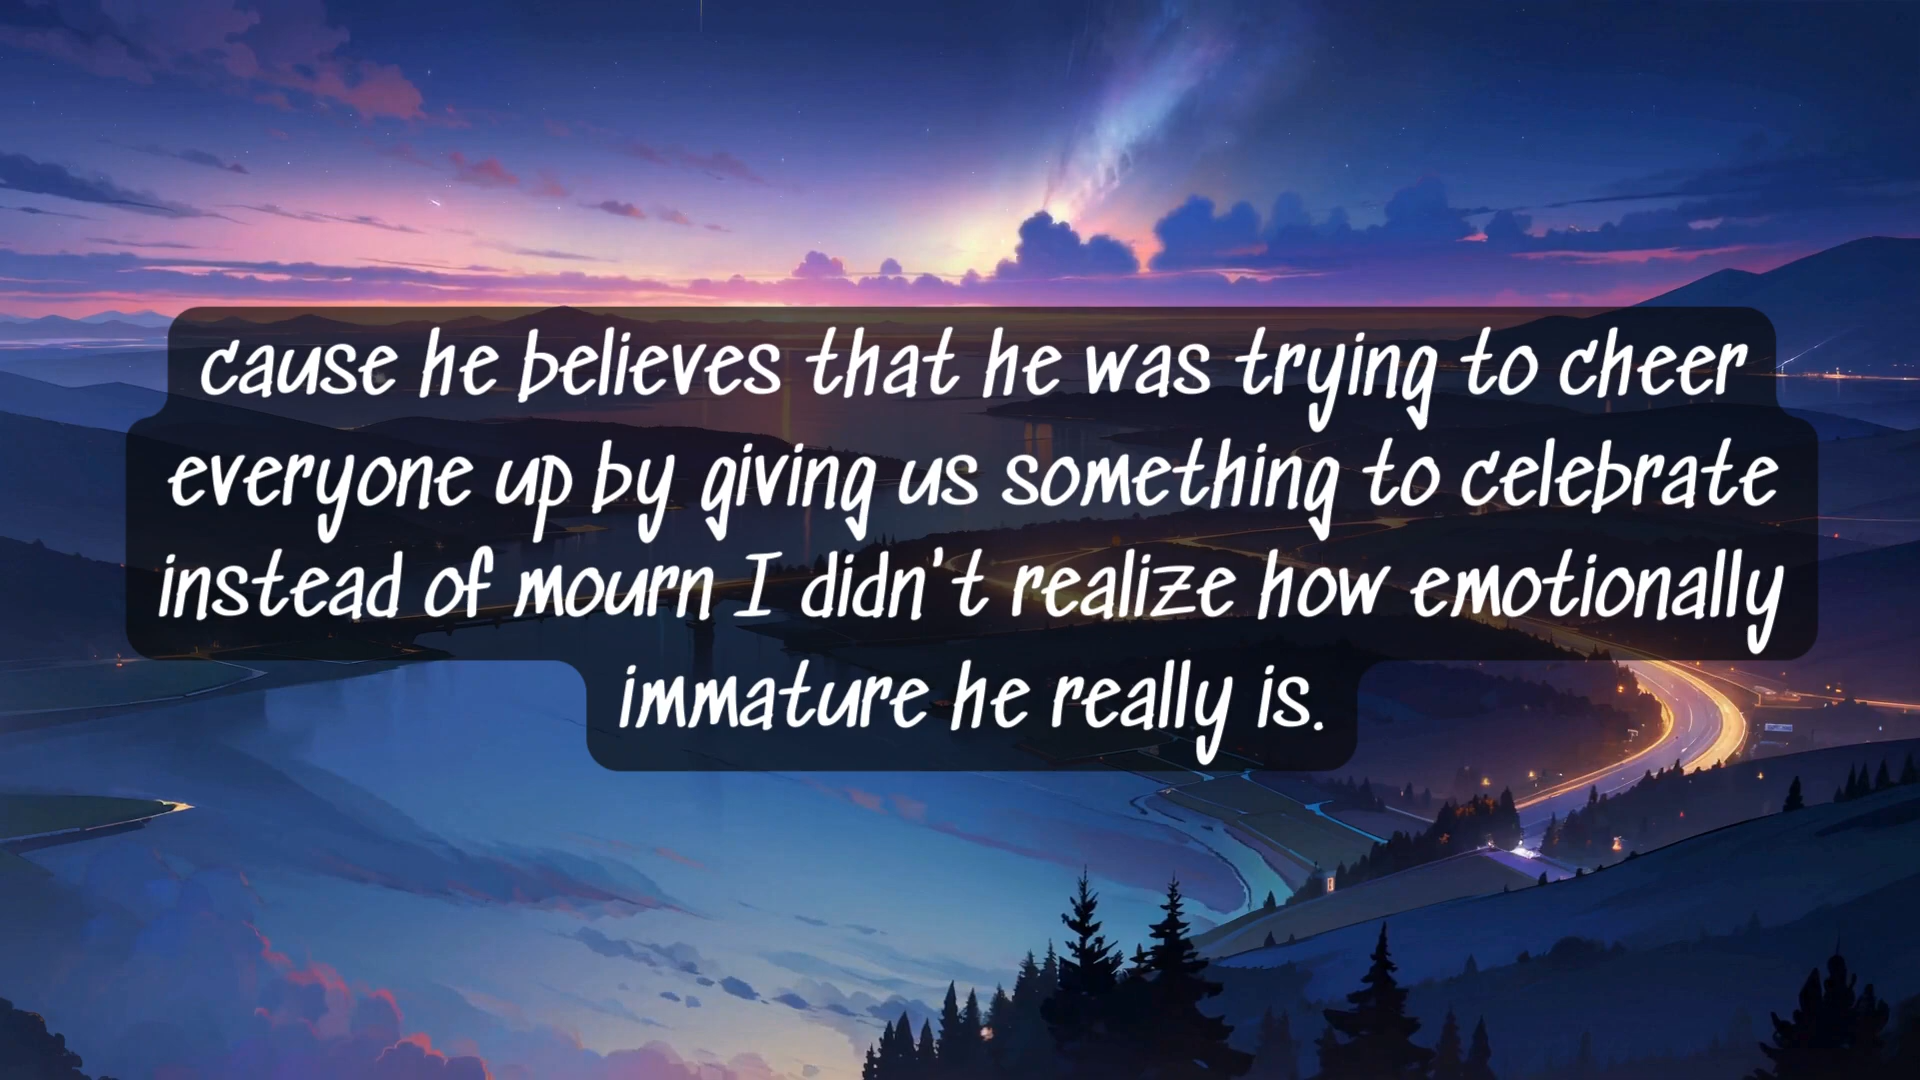 cause he believes that he was trying to cheer
everyone up by giving us something to celebrate
instead of mourn I didn't realize how emotionally
immature he really is.